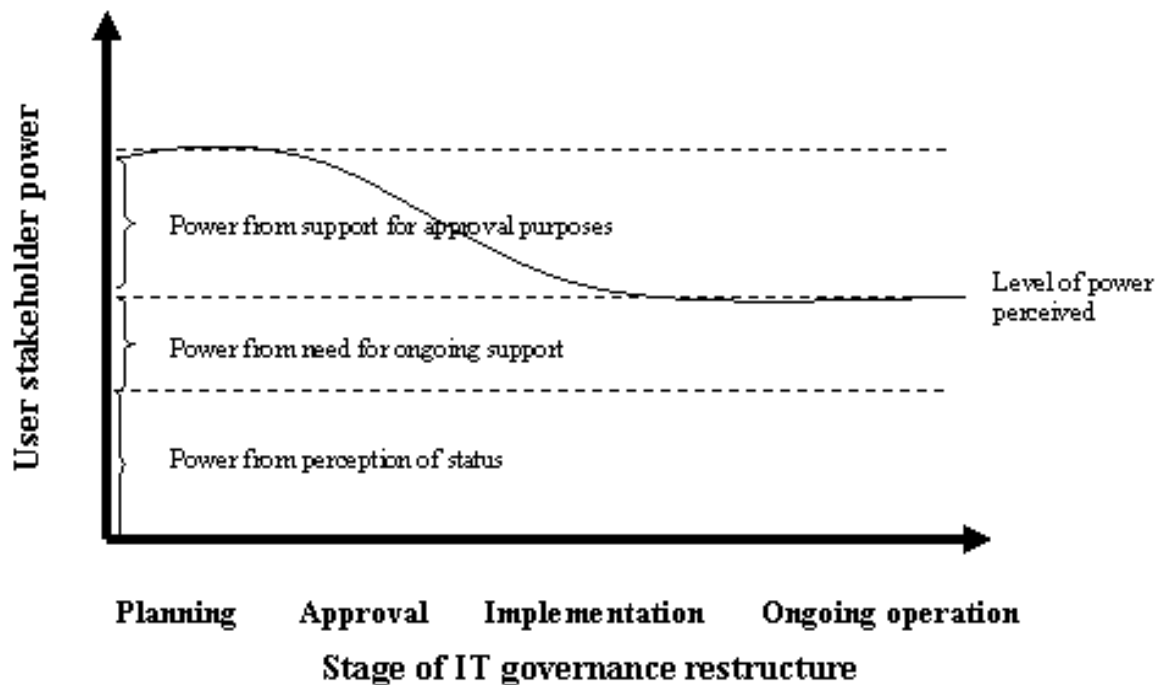 User stakeholder power
Power from support for approval purposes
Level of power
perceived
Power from need for ongoing support
Power from perception of status
Planning Approval Implementation Ongoing operation
Stage of IT governance restructure